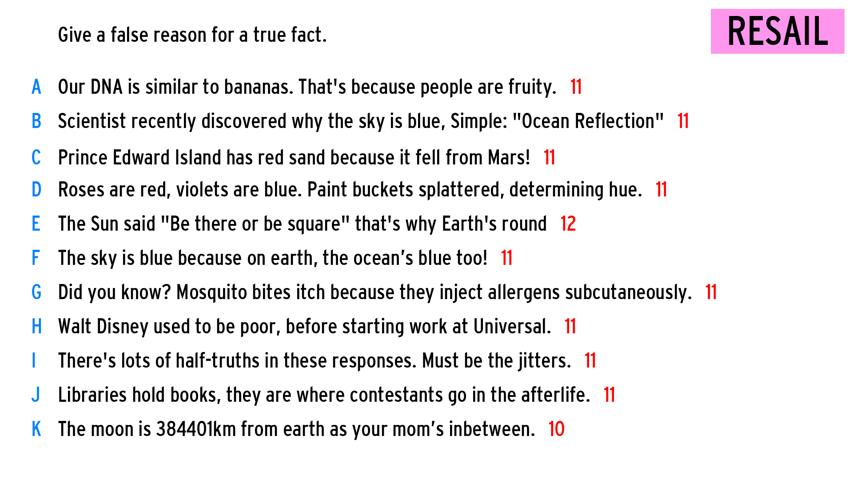 Give a false reason for a true fact.
RESAIL
A Our DNA is similar to bananas. That's because people are fruity. 11
B Scientist recently discovered why the sky is blue, Simple: "Ocean Reflection" 11
C Prince Edward Island has red sand because it fell from Mars! 11
D Roses are red, violets are blue. Paint buckets splattered, determining hue. 11
E The Sun said "Be there or be square" that's why Earth's round 12
F The sky is blue because on earth, the ocean’s blue too! 11
G Did you know? Mosquito bites itch because they inject allergens subcutaneously. 11
H Walt Disney used to be poor, before starting work at Universal. 11
I There's lots of half-truths in these responses. Must be the jitters. 11
J Libraries hold books, they are where contestants go in the afterlife. 11
K The moon is 384401km from earth as your mom’s inbetween. 10